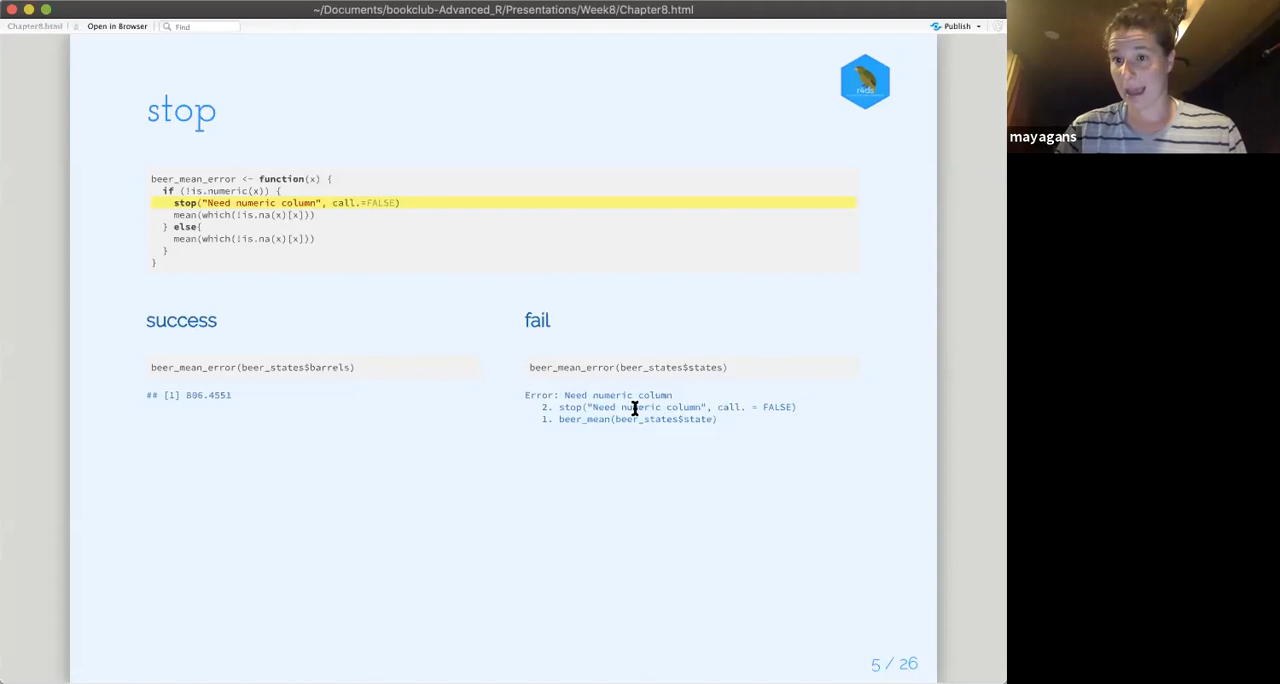 ~/Documents/bookclub-Advanced_R/Presentations/Week8/Chapter8.html
Chapter8.html
Open in Browser
Find
Publish
r4ds
mayagans
stop
beer_mean_error <- function(x) {
if (!is.numeric(x)) {
stop("Need numeric column", call.=FALSE)
mean(which(!is.na(x)[x]))
} else{
mean(which(!is.na(x)[x]))
}
}
success
beer_mean_error(beer_states$barrels)
## [1] 806.4551
fail
beer_mean_error(beer_states$states)
Error: Need numeric column
2. stop("Need numeric column", call. = FALSE)
1. beer_mean(beer_states$state)
5 / 26